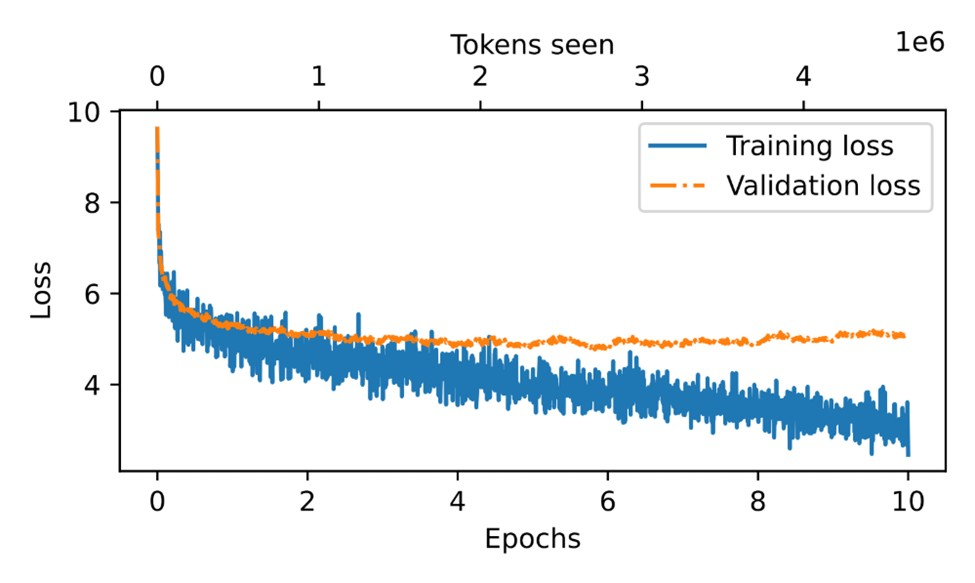 Tokens seen
1e6
0 1 2 3 4
10
8
6
4
Loss
Training loss
Validation loss
0 2 4 6 8 10
Epochs